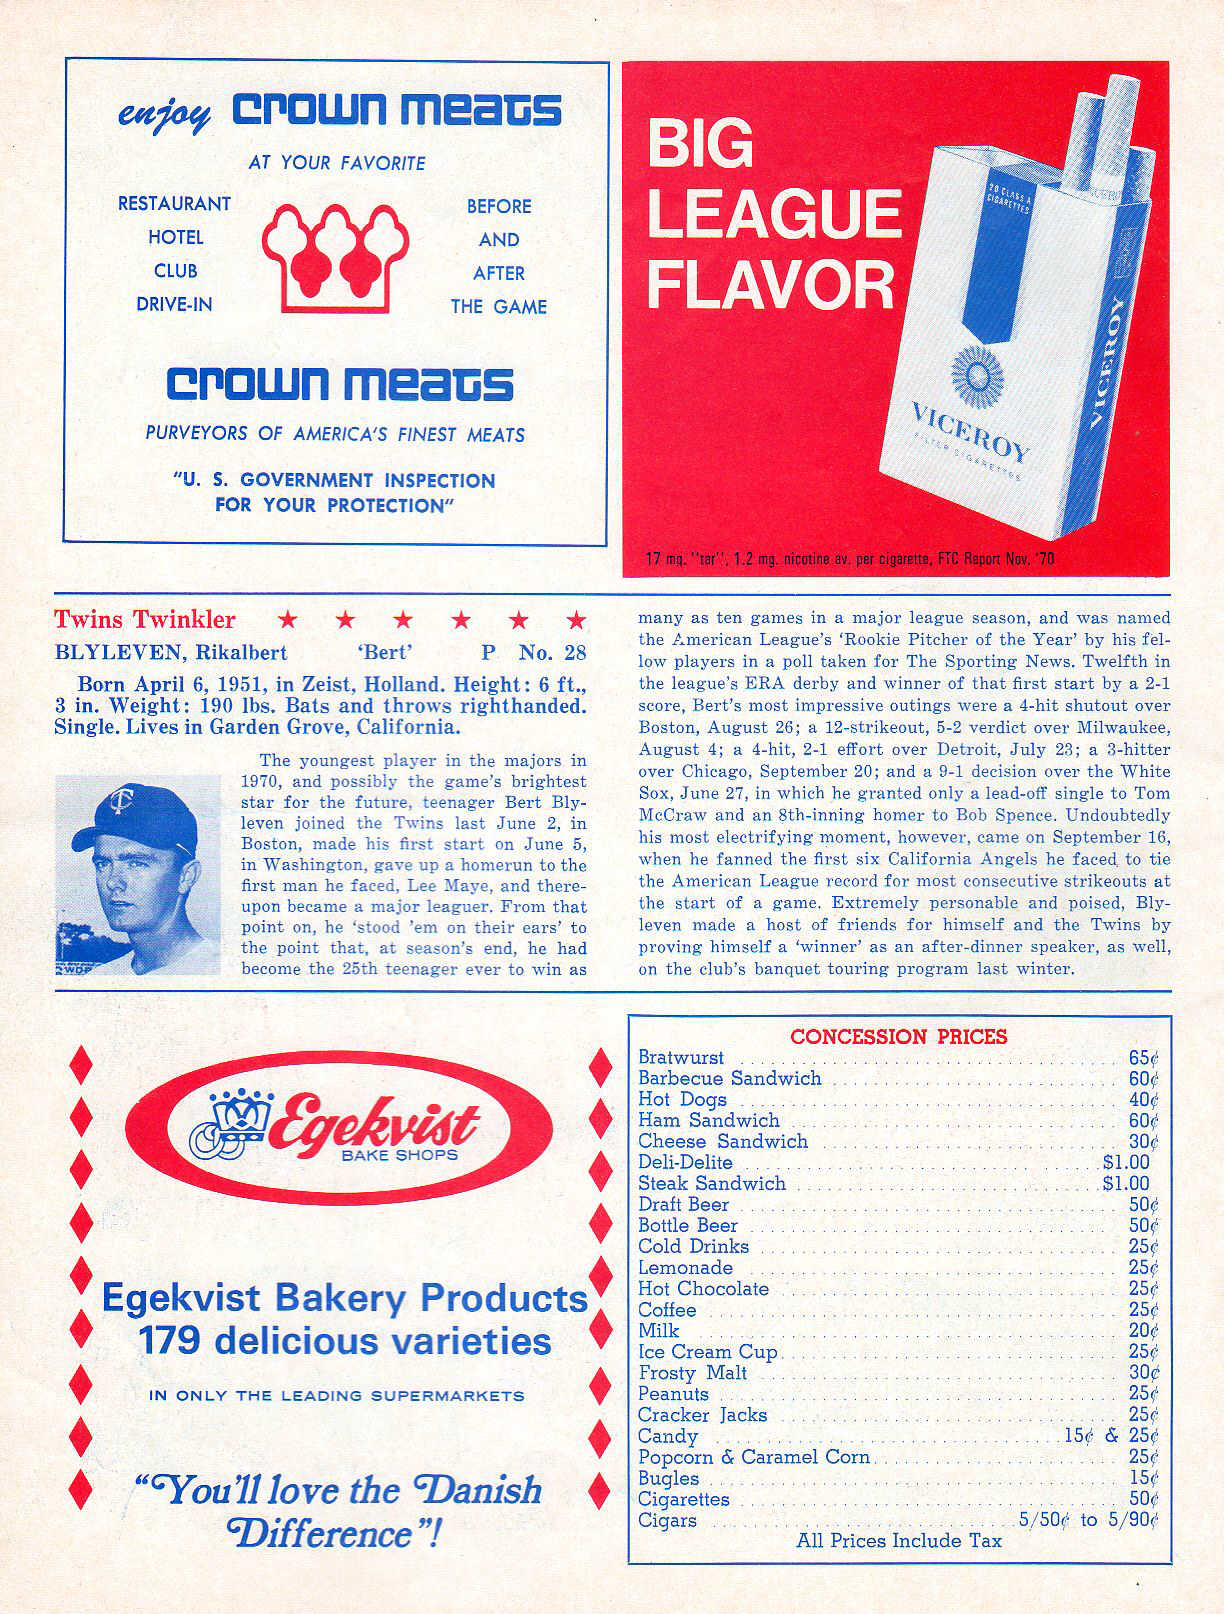 enjoy crown meats
AT YOUR FAVORITE
RESTAURANT
HOTEL
CLUB
DRIVE-IN
BEFORE
AND
AFTER
THE GAME
crown meats
PURVEYORS OF AMERICA'S FINEST MEATS
"U. S. GOVERNMENT INSPECTION
FOR YOUR PROTECTION"
BIG
LEAGUE
FLAVOR
20 CLASS A
CIGARETTES
VICEROY
FILTER CIGARETTES
VICEROY
17 mg. "tar", 1.2 mg. nicotine av. per cigarette, FTC Report Nov. '70
Twins Twinkler ★ ★ ★ ★ ★ ★
BLYLEVEN, Rikalbert 'Bert' P No. 28
Born April 6, 1951, in Zeist, Holland. Height: 6 ft.,
3 in. Weight: 190 lbs. Bats and throws righthanded.
Single. Lives in Garden Grove, California.
The youngest player in the majors in
1970, and possibly the game's brightest
star for the future, teenager Bert Bly-
leven joined the Twins last June 2, in
Boston, made his first start on June 5,
in Washington, gave up a homerun to the
first man he faced, Lee Maye, and there-
upon became a major leaguer. From that
point on, he 'stood 'em on their ears' to
the point that, at season's end, he had
become the 25th teenager ever to win as
TC
WDP
many as ten games in a major league season, and was named
the American League's 'Rookie Pitcher of the Year' by his fel-
low players in a poll taken for The Sporting News. Twelfth in
the league's ERA derby and winner of that first start by a 2-1
score, Bert's most impressive outings were a 4-hit shutout over
Boston, August 26; a 12-strikeout, 5-2 verdict over Milwaukee,
August 4; a 4-hit, 2-1 effort over Detroit, July 23; a 3-hitter
over Chicago, September 20; and a 9-1 decision over the White
Sox, June 27, in which he granted only a lead-off single to Tom
McCraw and an 8th-inning homer to Bob Spence. Undoubtedly
his most electrifying moment, however, came on September 16,
when he fanned the first six California Angels he faced to tie
the American League record for most consecutive strikeouts at
the start of a game. Extremely personable and poised, Bly-
leven made a host of friends for himself and the Twins by
proving himself a 'winner' as an after-dinner speaker, as well,
on the club's banquet touring program last winter.
Egekvist
BAKE SHOPS
Egekvist Bakery Products
179 delicious varieties
IN ONLY THE LEADING SUPERMARKETS
"You'll love the Danish
Difference"!
CONCESSION PRICES
Bratwurst 65¢
Barbecue Sandwich 60¢
Hot Dogs 40¢
Ham Sandwich 60¢
Cheese Sandwich 30¢
Deli-Delite $1.00
Steak Sandwich $1.00
Draft Beer 50¢
Bottle Beer 50¢
Cold Drinks 25¢
Lemonade 25¢
Hot Chocolate 25¢
Coffee 25¢
Milk 20¢
Ice Cream Cup 25¢
Frosty Malt 30¢
Peanuts 25¢
Cracker Jacks 25¢
Candy 15¢ & 25¢
Popcorn & Caramel Corn 25¢
Bugles 15¢
Cigarettes 50¢
Cigars 5/50¢ to 5/90¢
All Prices Include Tax